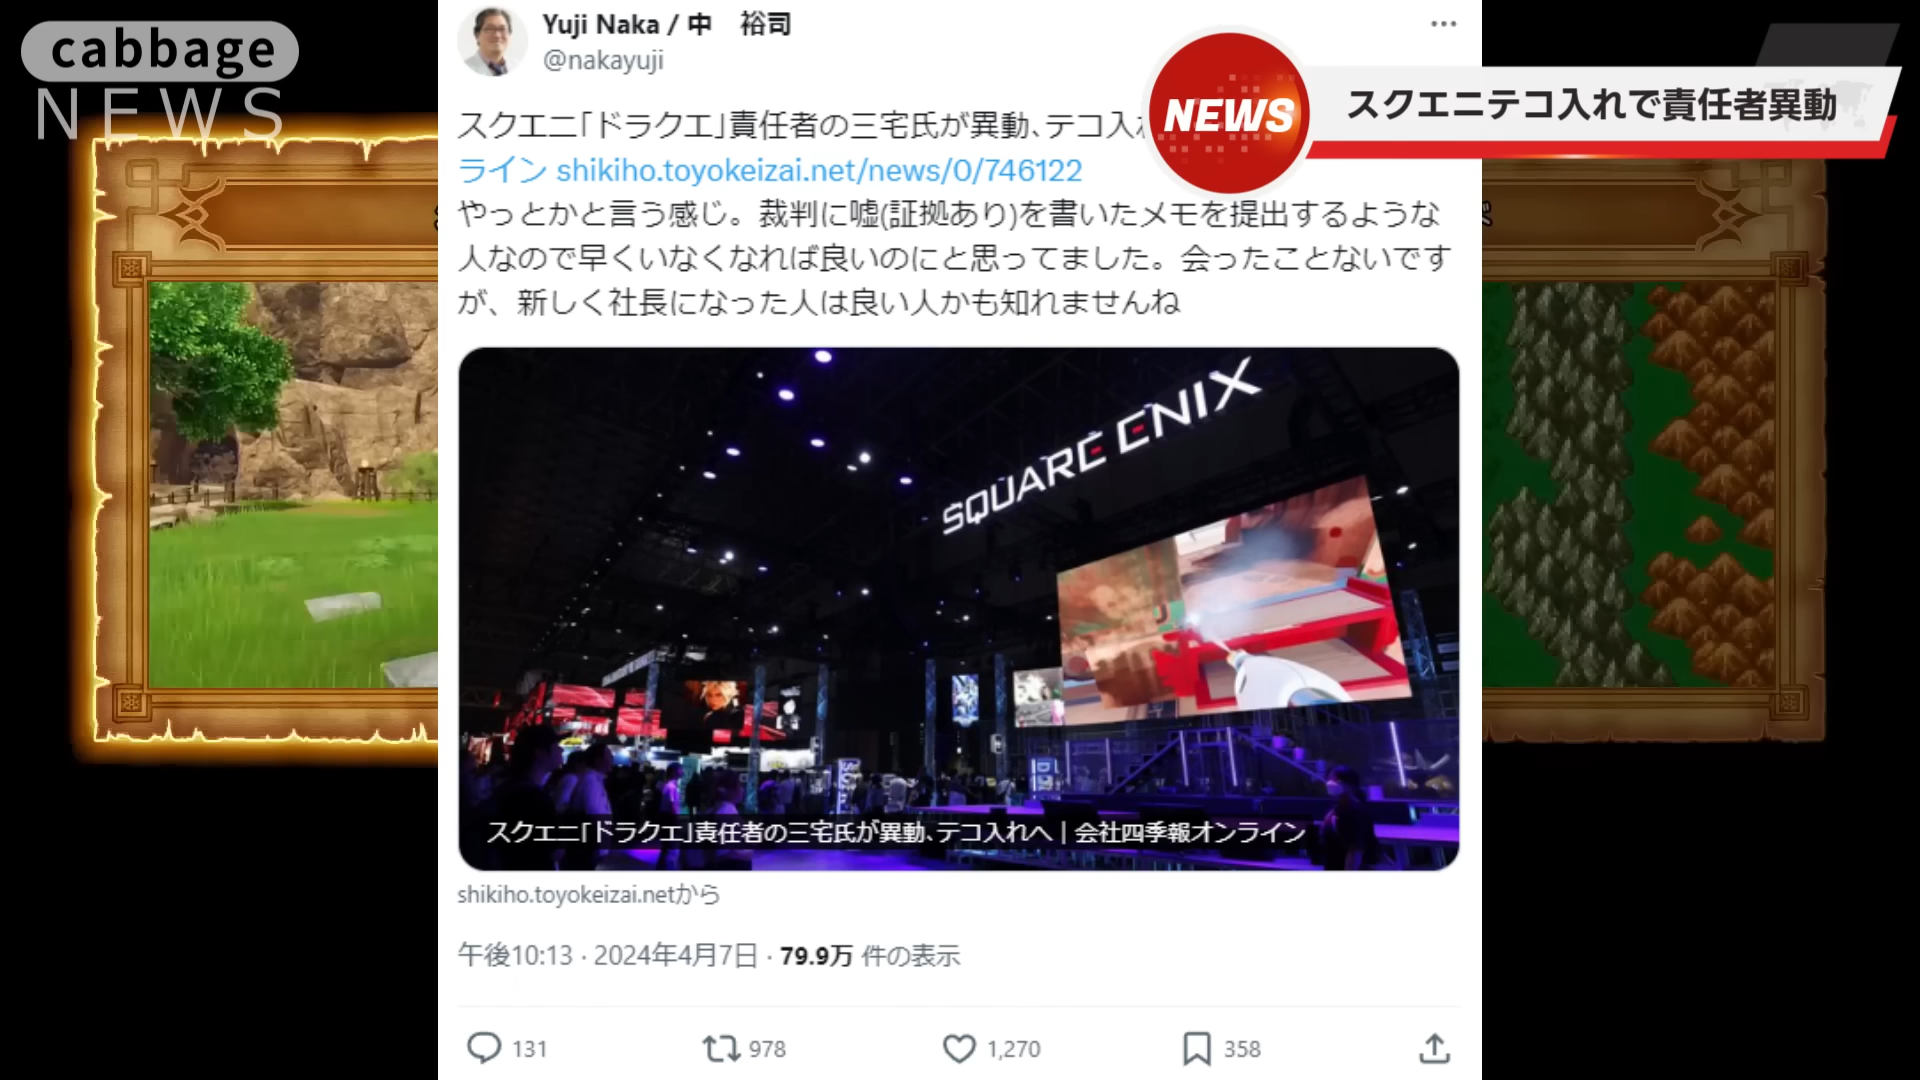 cabbage
NEWS
Yuji Naka / 中　裕司
@nakayuji
NEWS
スクエニテコ入れで責任者異動
スクエニ「ドラクエ」責任者の三宅氏が異動、テコ入
ライン shikiho.toyokeizai.net/news/0/746122
やっとかと言う感じ。裁判に嘘(証拠あり)を書いたメモを提出するような
人なので早くいなくなれば良いのにと思ってました。会ったことないです
が、新しく社長になった人は良い人かも知れませんね
SQUARE ENIX
スクエニ「ドラクエ」責任者の三宅氏が異動、テコ入れへ | 会社四季報オンライン
shikiho.toyokeizai.netから
午後10:13 · 2024年4月7日 · 79.9万 件の表示
131 978 1,270 358